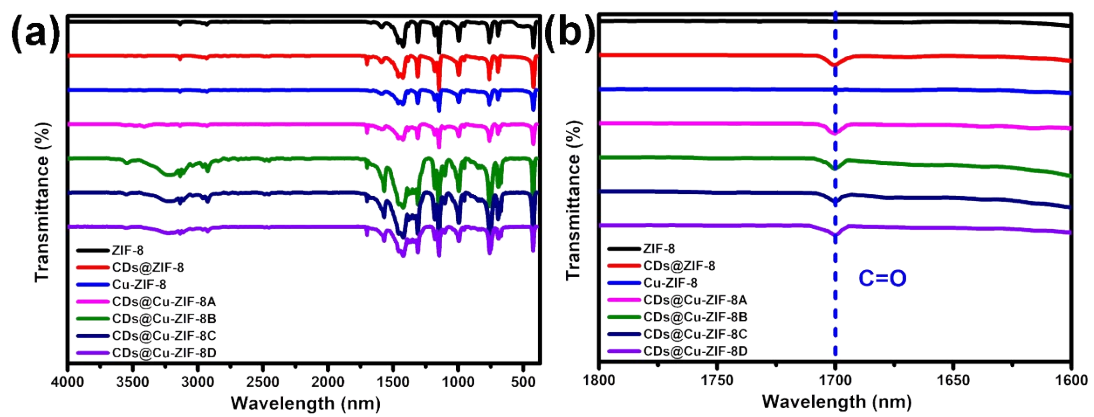 (a)
Transmittance (%)
ZIF-8
CDs@ZIF-8
Cu-ZIF-8
CDs@Cu-ZIF-8A
CDs@Cu-ZIF-8B
CDs@Cu-ZIF-8C
CDs@Cu-ZIF-8D
4000 3500 3000 2500 2000 1500 1000 500
Wavelength (nm)
(b)
Transmittance (%)
C=O
ZIF-8
CDs@ZIF-8
Cu-ZIF-8
CDs@Cu-ZIF-8A
CDs@Cu-ZIF-8B
CDs@Cu-ZIF-8C
CDs@Cu-ZIF-8D
1800 1750 1700 1650 1600
Wavelength (nm)